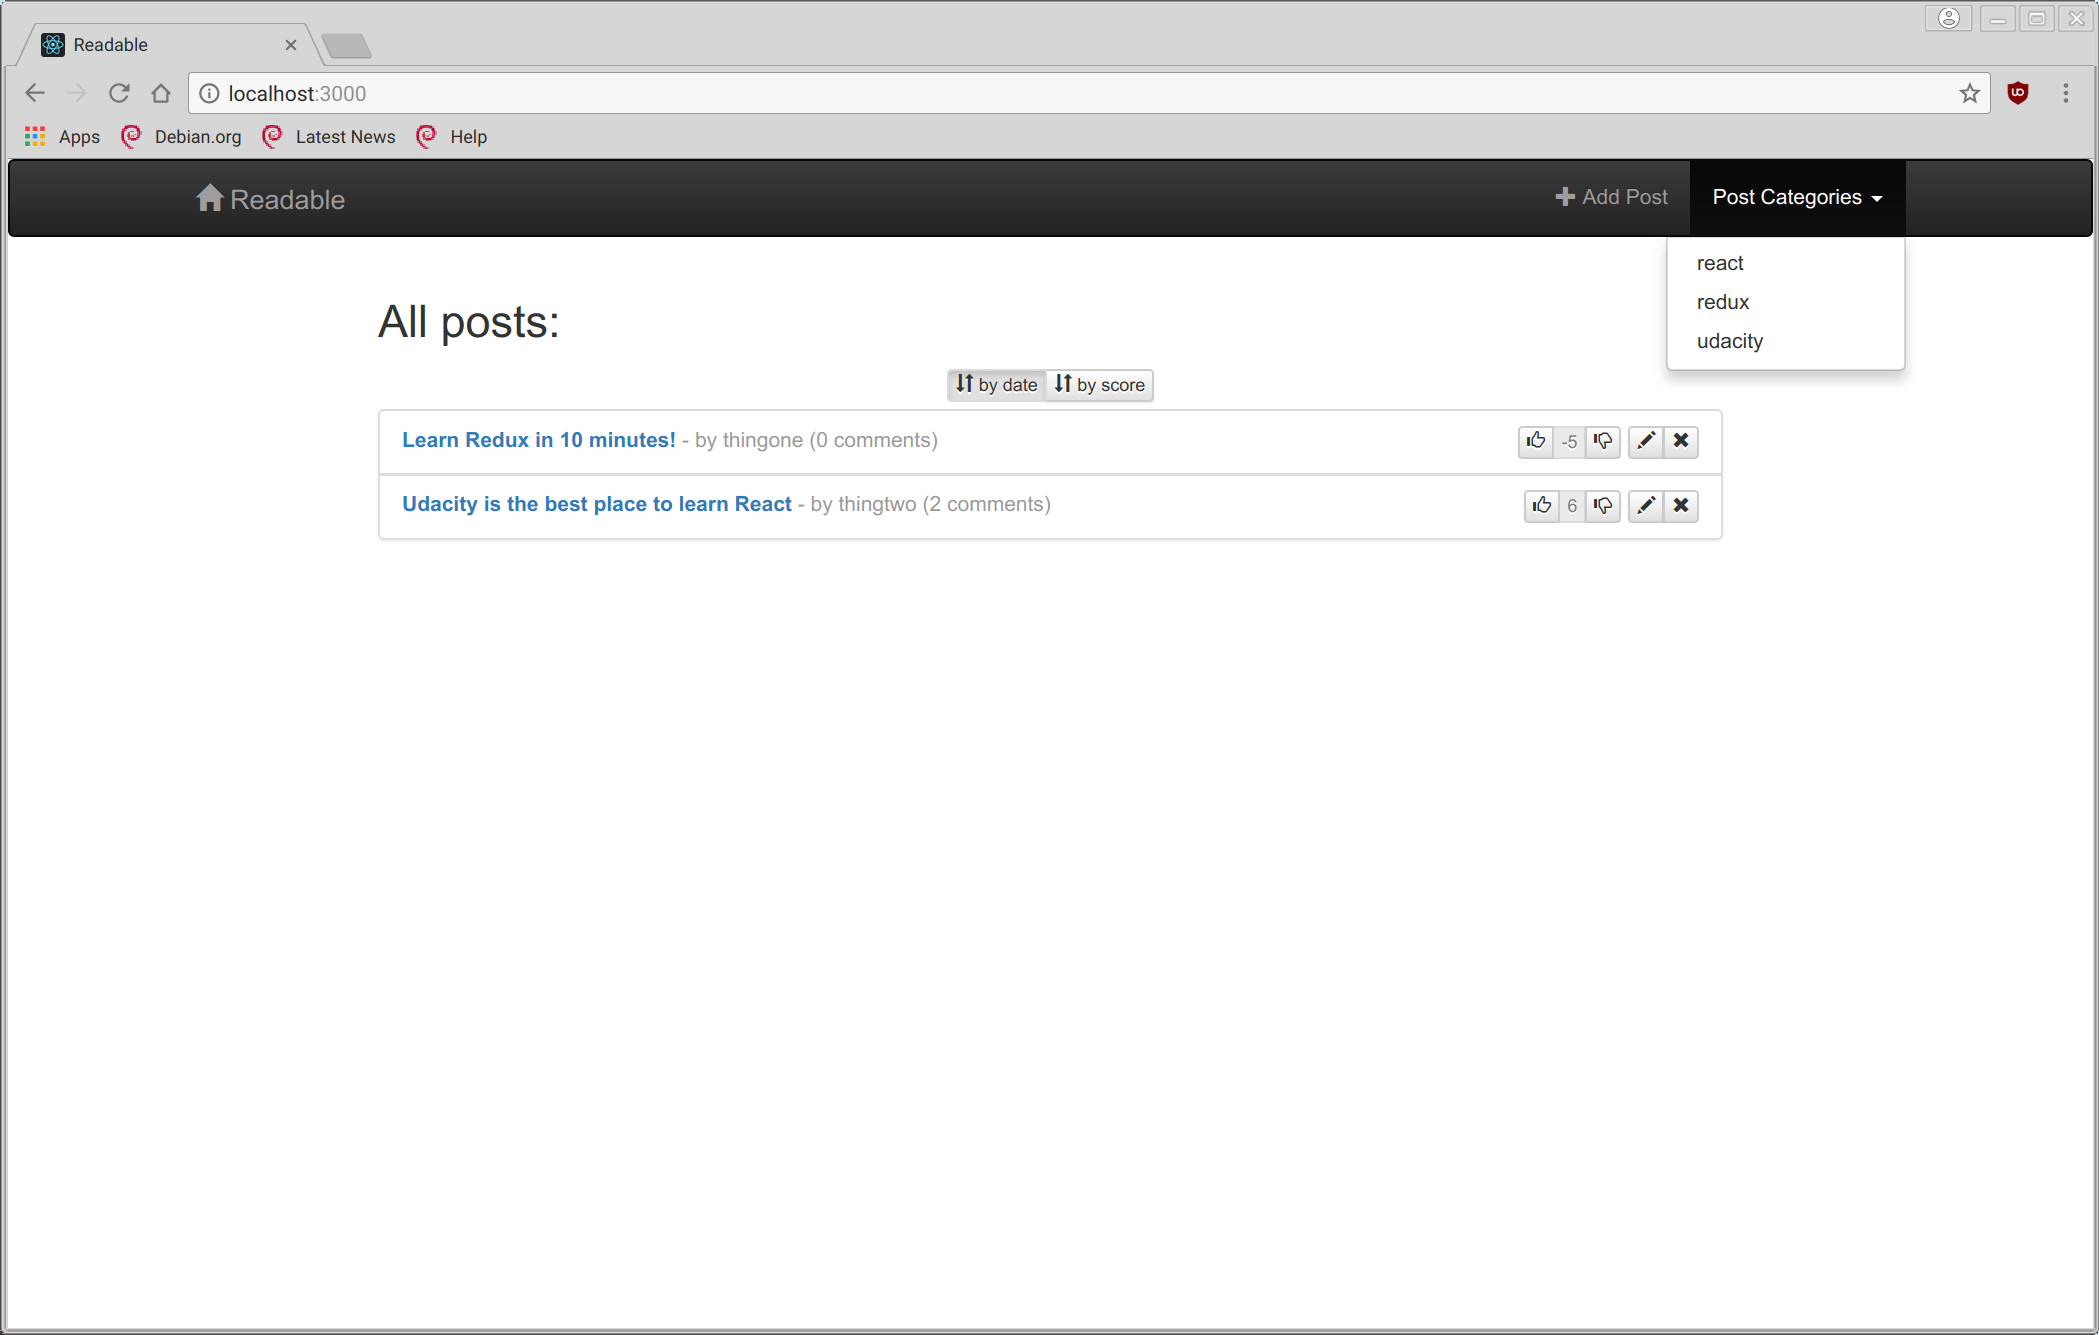 Readable
localhost:3000
Apps Debian.org Latest News Help
Readable Add Post Post Categories
react
redux
udacity
All posts:
by date by score
Learn Redux in 10 minutes! - by thingone (0 comments) -5
Udacity is the best place to learn React - by thingtwo (2 comments) 6